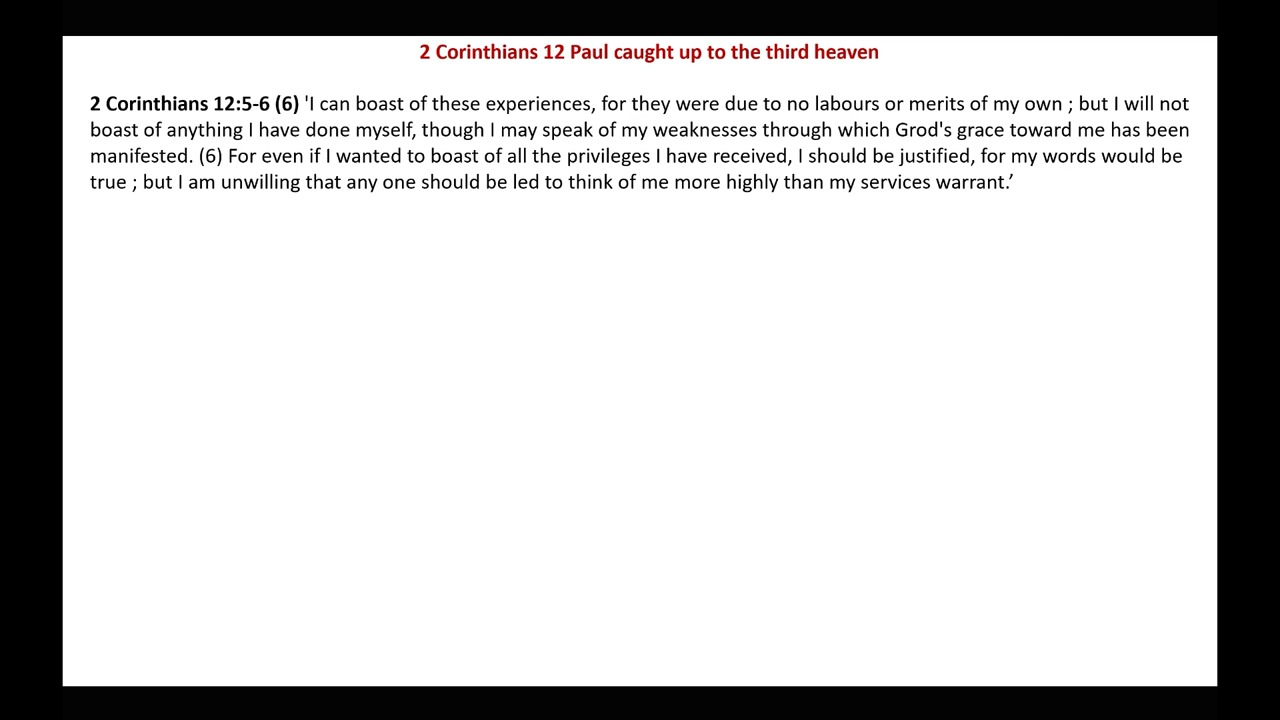 2 Corinthians 12 Paul caught up to the third heaven
2 Corinthians 12:5-6 (6) 'I can boast of these experiences, for they were due to no labours or merits of my own ; but I will not
boast of anything I have done myself, though I may speak of my weaknesses through which Grod's grace toward me has been
manifested. (6) For even if I wanted to boast of all the privileges I have received, I should be justified, for my words would be
true ; but I am unwilling that any one should be led to think of me more highly than my services warrant.’